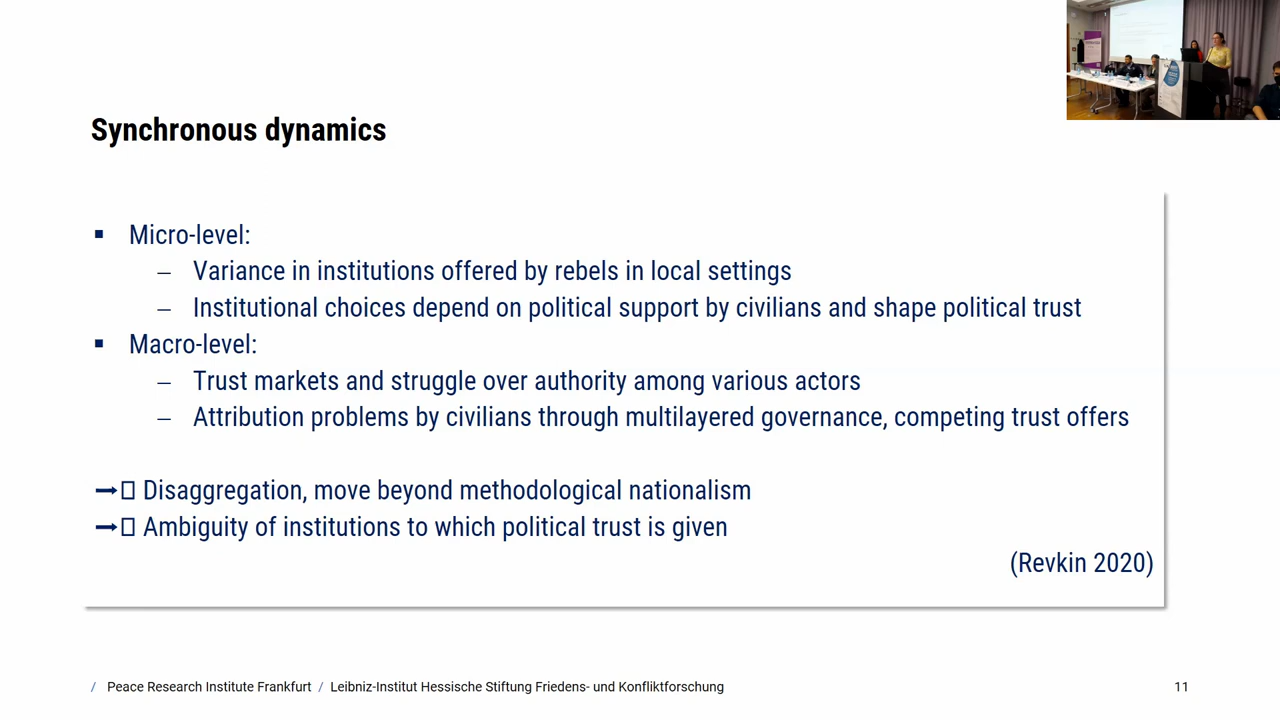 Synchronous dynamics
▪ Micro-level:
– Variance in institutions offered by rebels in local settings
– Institutional choices depend on political support by civilians and shape political trust
▪ Macro-level:
– Trust markets and struggle over authority among various actors
– Attribution problems by civilians through multilayered governance, competing trust offers
→ Disaggregation, move beyond methodological nationalism
→ Ambiguity of institutions to which political trust is given
(Revkin 2020)
/ Peace Research Institute Frankfurt / Leibniz-Institut Hessische Stiftung Friedens- und Konfliktforschung
11